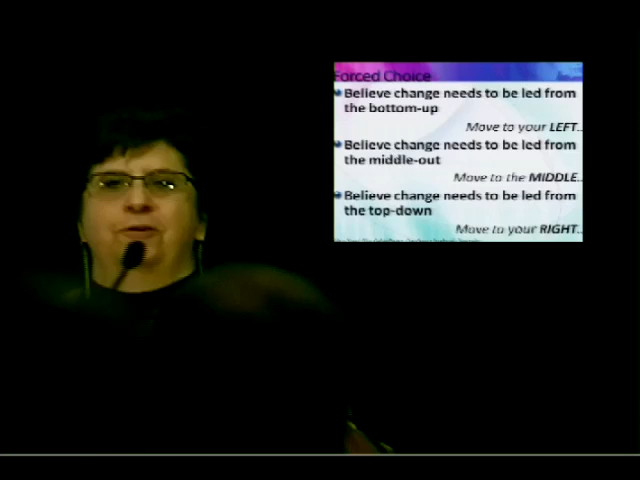 Forced Choice
Believe change needs to be led from
the bottom-up
Move to your LEFT..
Believe change needs to be led from
the middle-out
Move to the MIDDLE..
Believe change needs to be led from
the top-down
Move to your RIGHT..